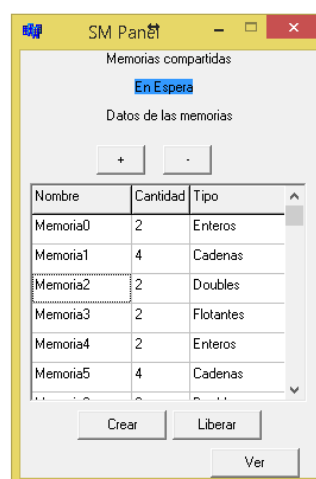 SM Panel
Memorias compartidas
En Espera
Datos de las memorias
+ -
Nombre Cantidad Tipo
Memoria0 2 Enteros
Memoria1 4 Cadenas
Memoria2 2 Doubles
Memoria3 2 Flotantes
Memoria4 2 Enteros
Memoria5 4 Cadenas
Crear Liberar
Ver